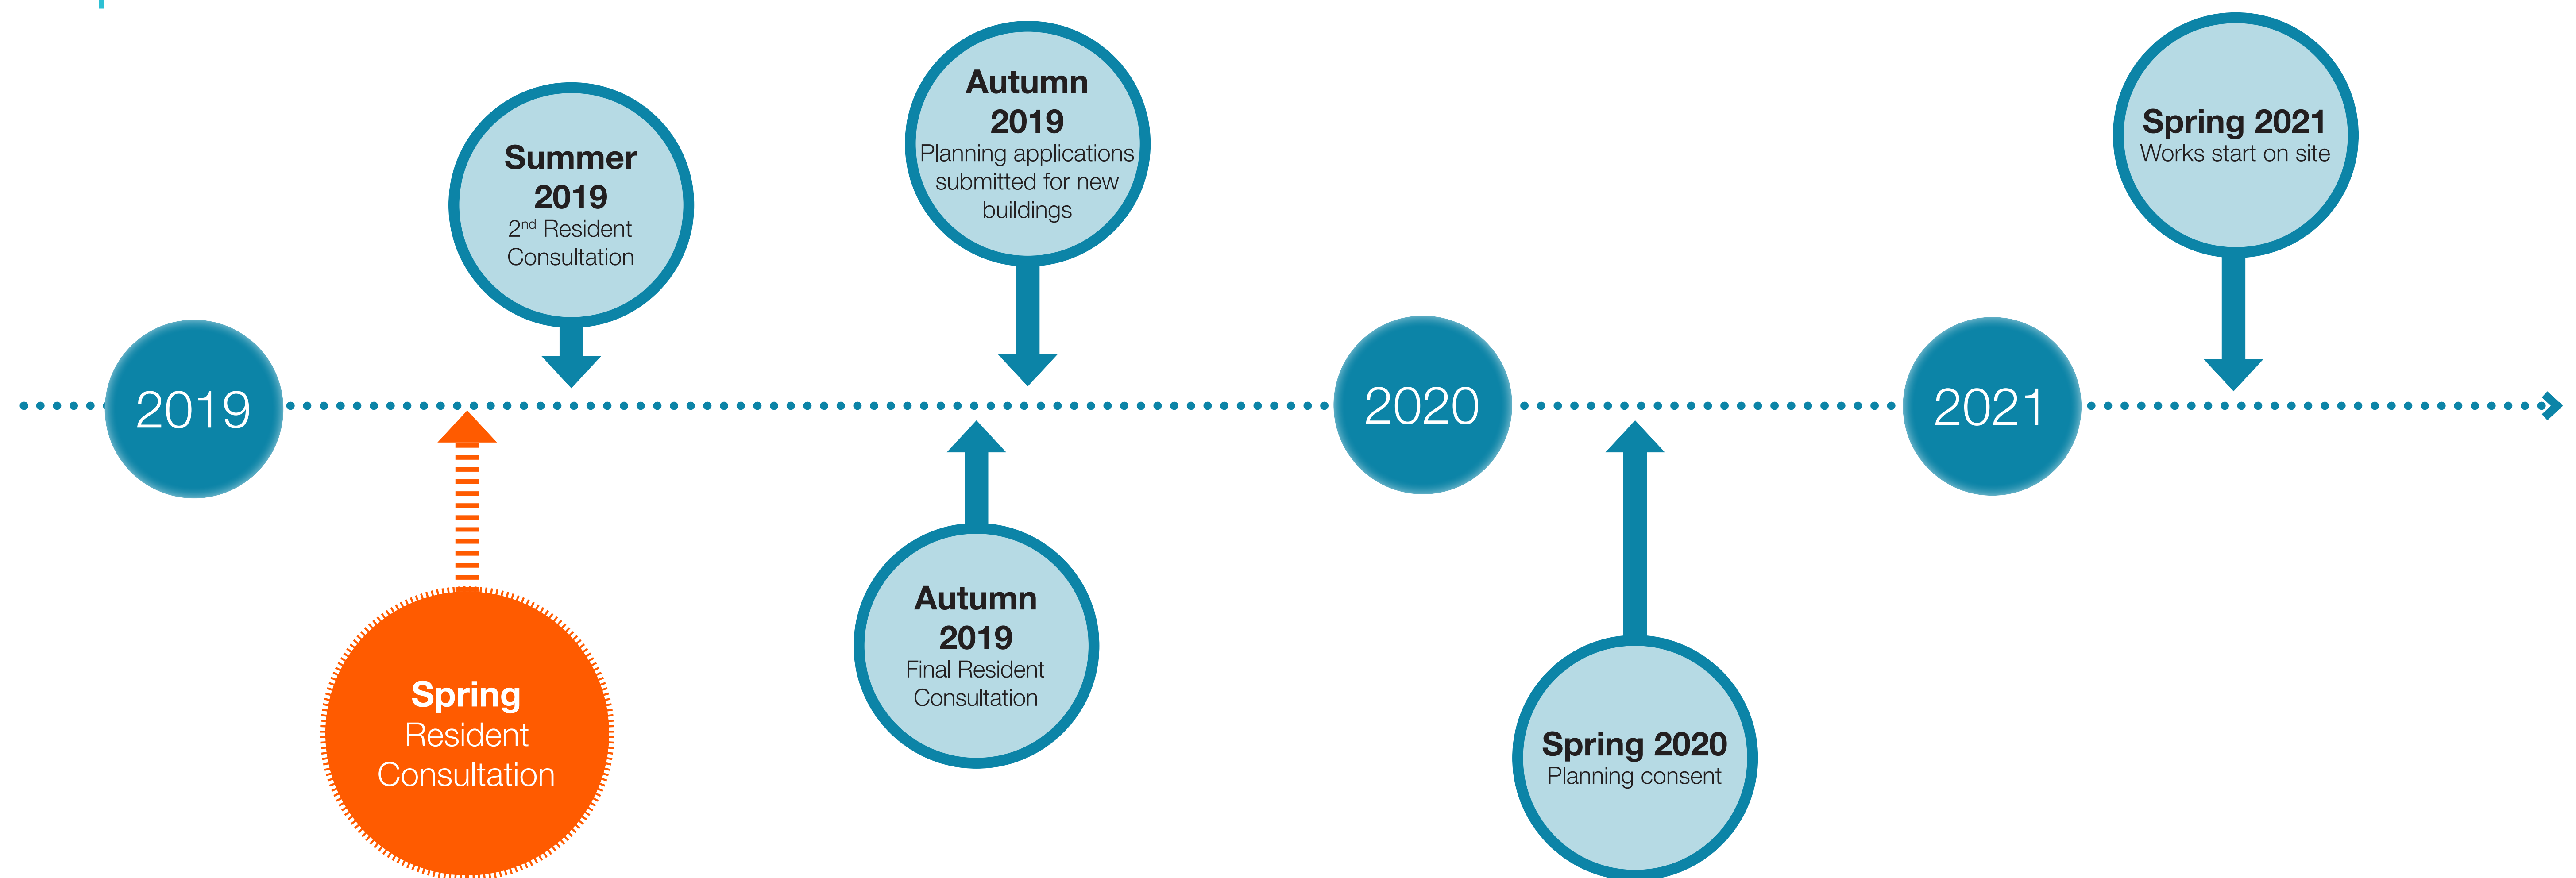 Summer
2019
2nd Resident
Consultation
Autumn
2019
Planning applications
submitted for new
buildings
Spring 2021
Works start on site
2019
2020
2021
Spring
Resident
Consultation
Autumn
2019
Final Resident
Consultation
Spring 2020
Planning consent